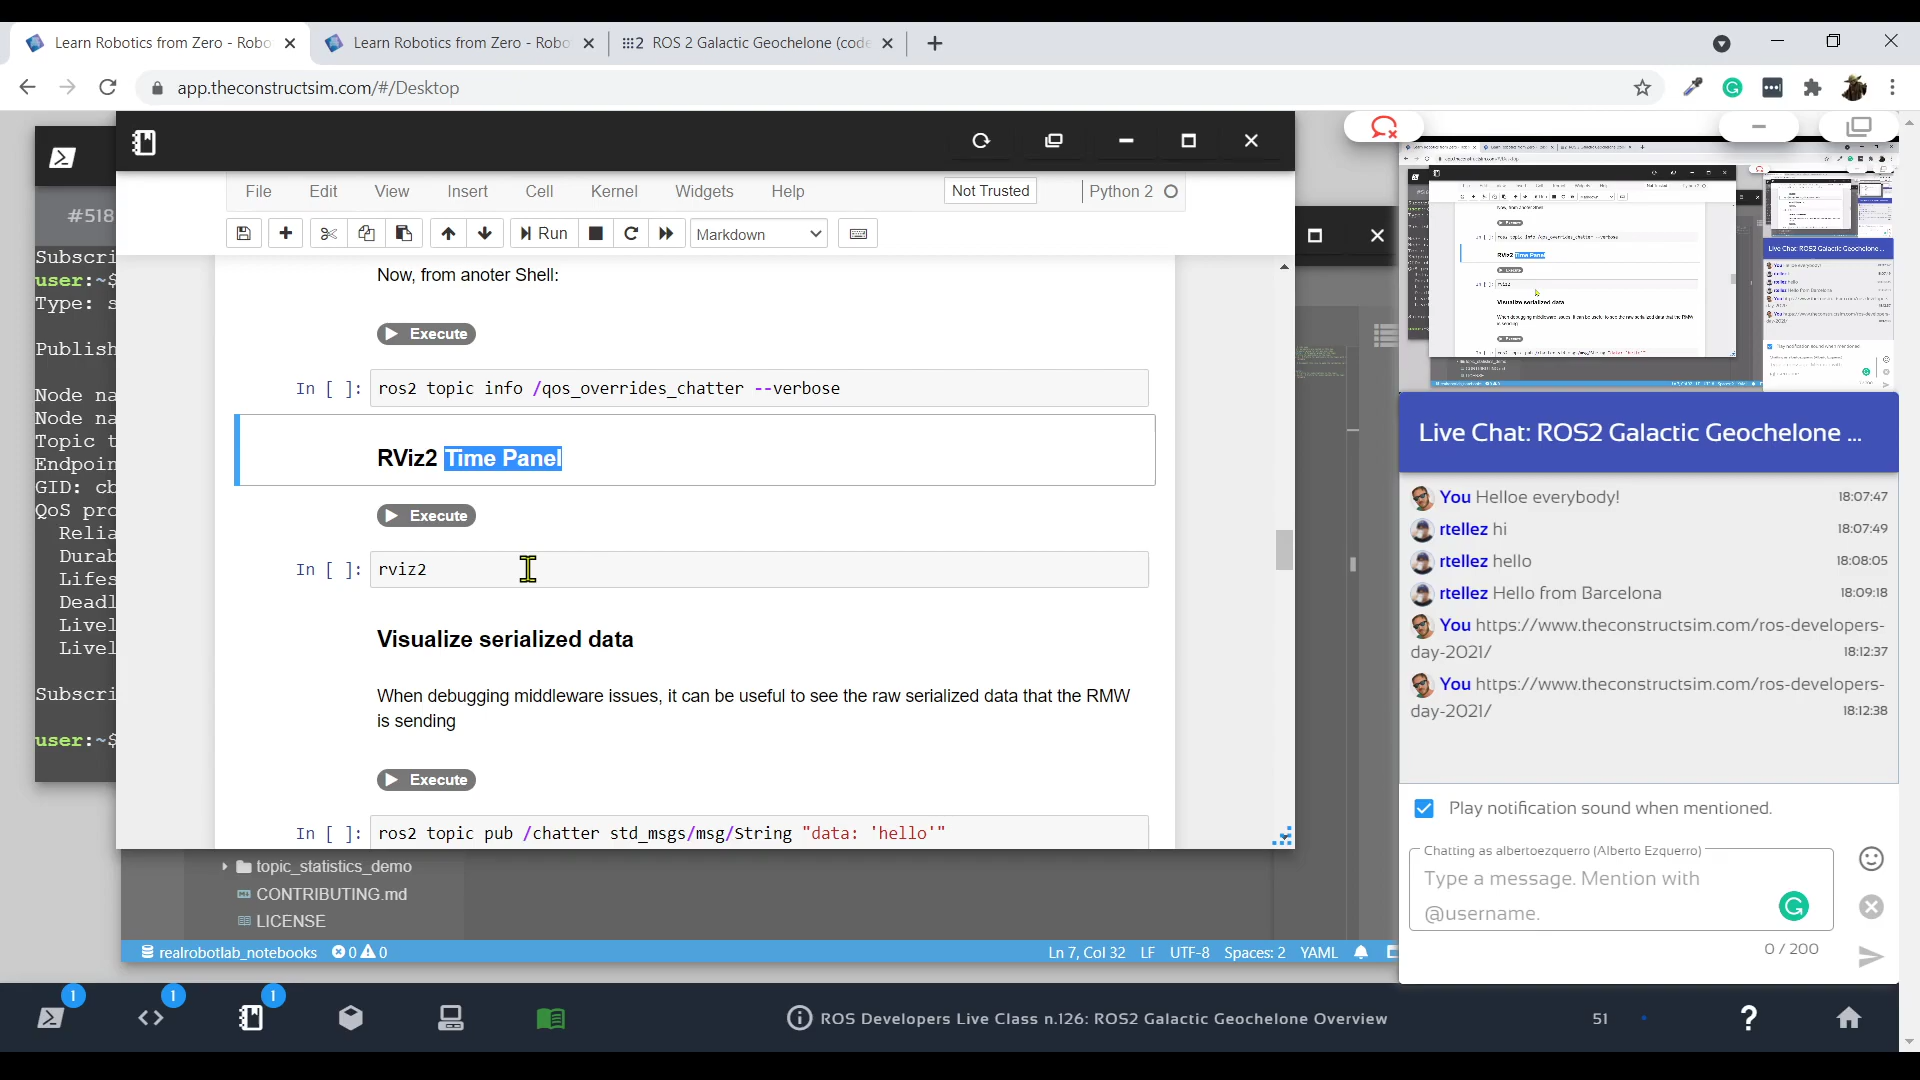 Learn Robotics from Zero - Robo
Learn Robotics from Zero - Robo
ROS 2 Galactic Geochelone (code
app.theconstructsim.com/#/Desktop
#518
Subscri
user:~$
Type: s
Publish
Node na
Node na
Topic t
Endpoin
GID: cb
QoS pro
Relia
Durab
Lifes
Deadl
Livel
Livel
Subscri
user:~$
File Edit View Insert Cell Kernel Widgets Help
Not Trusted
Python 2
Run
Markdown
Now, from anoter Shell:
Execute
In [ ]: ros2 topic info /qos_overrides_chatter --verbose
RViz2 Time Panel
Execute
In [ ]: rviz2
Visualize serialized data
When debugging middleware issues, it can be useful to see the raw serialized data that the RMW
is sending
Execute
In [ ]: ros2 topic pub /chatter std_msgs/msg/String "data: 'hello'"
topic_statistics_demo
CONTRIBUTING.md
LICENSE
realrobotlab_notebooks 0 0
Ln 7, Col 32 LF UTF-8 Spaces: 2 YAML
Live Chat: ROS2 Galactic Geochelone ...
You Helloe everybody! 18:07:47
rtellez hi 18:07:49
rtellez hello 18:08:05
rtellez Hello from Barcelona 18:09:18
You https://www.theconstructsim.com/ros-developers-
day-2021/ 18:12:37
You https://www.theconstructsim.com/ros-developers-
day-2021/ 18:12:38
Play notification sound when mentioned.
Chatting as albertoezquerro (Alberto Ezquerro)
Type a message. Mention with
@username.
0 / 200
1
1
1
ROS Developers Live Class n.126: ROS2 Galactic Geochelone Overview
51